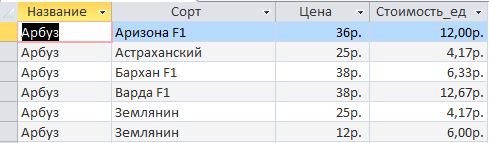 Название Сорт Цена Стоимость_ед
Арбуз Аризона F1 36р. 12,00р.
Арбуз Астраханский 25р. 4,17р.
Арбуз Бархан F1 38р. 6,33р.
Арбуз Варда F1 38р. 12,67р.
Арбуз Землянин 25р. 4,17р.
Арбуз Землянин 12р. 6,00р.